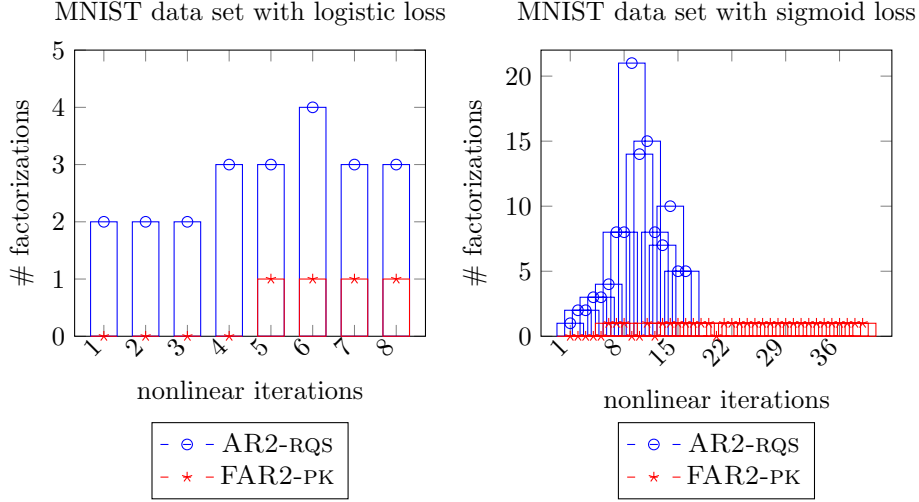 MNIST data set with logistic loss
5
4
3
2
1
0
# factorizations
1 2 3 4 5 6 7 8
nonlinear iterations
AR2-RQS
FAR2-PK
MNIST data set with sigmoid loss
20
15
10
5
0
# factorizations
1 8 15 22 29 36
nonlinear iterations
AR2-RQS
FAR2-PK